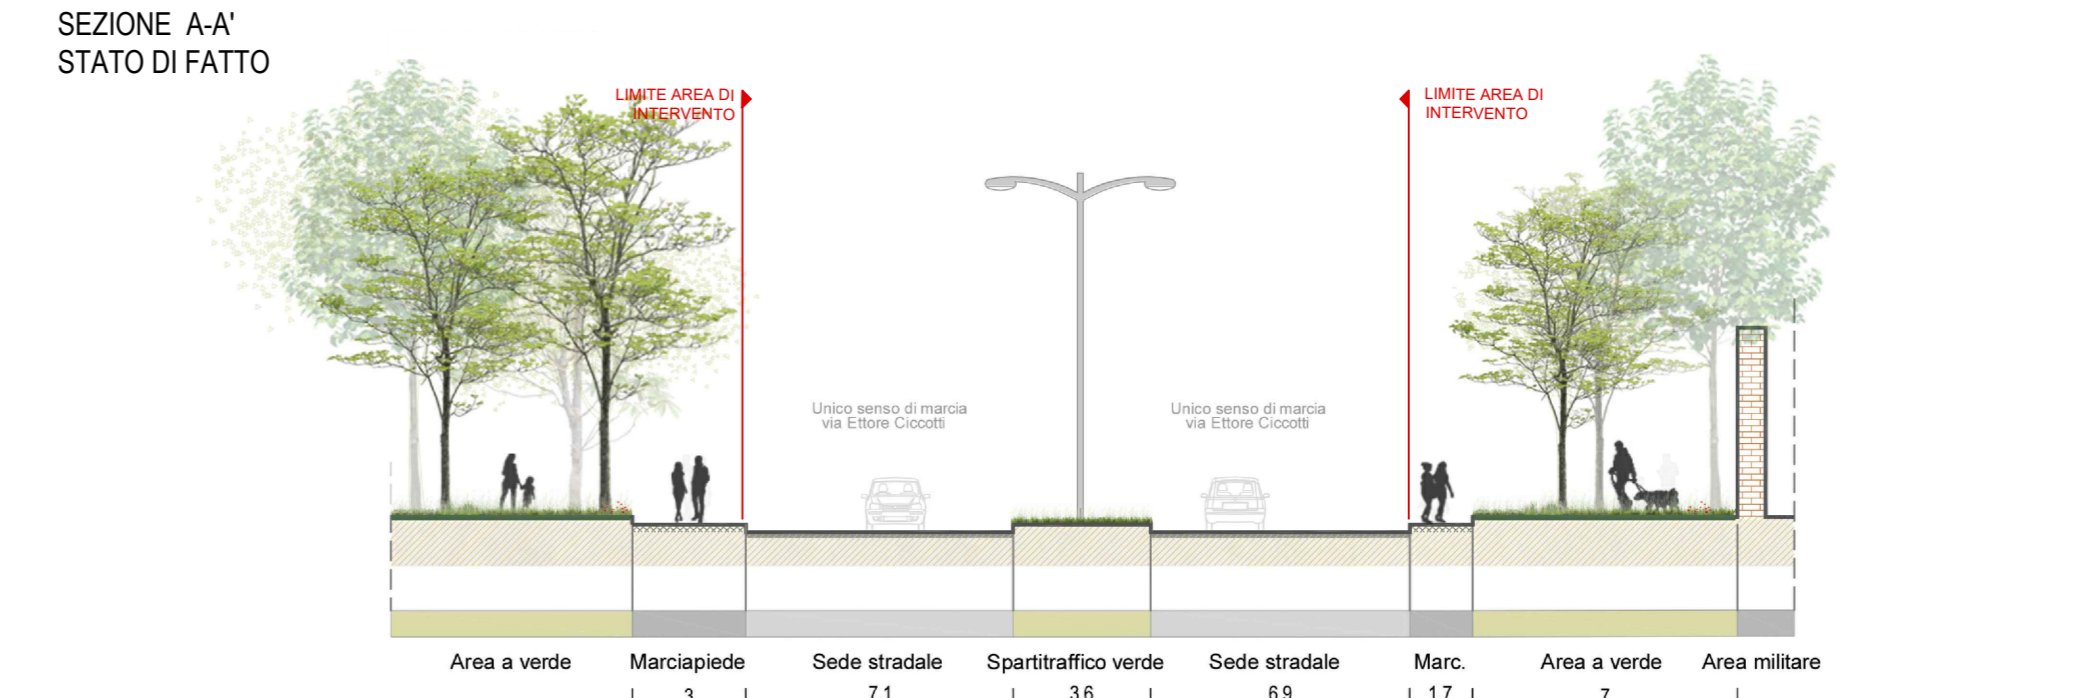 SEZIONE A-A'
STATO DI FATTO
LIMITE AREA DI
INTERVENTO
LIMITE AREA DI
INTERVENTO
Unico senso di marcia
via Ettore Ciccotti
Unico senso di marcia
via Ettore Ciccotti
Area a verde Marciapiede Sede stradale Spartitraffico verde Sede stradale Marc. Area a verde Area militare
3 7.1 3.6 6.9 1.7 7